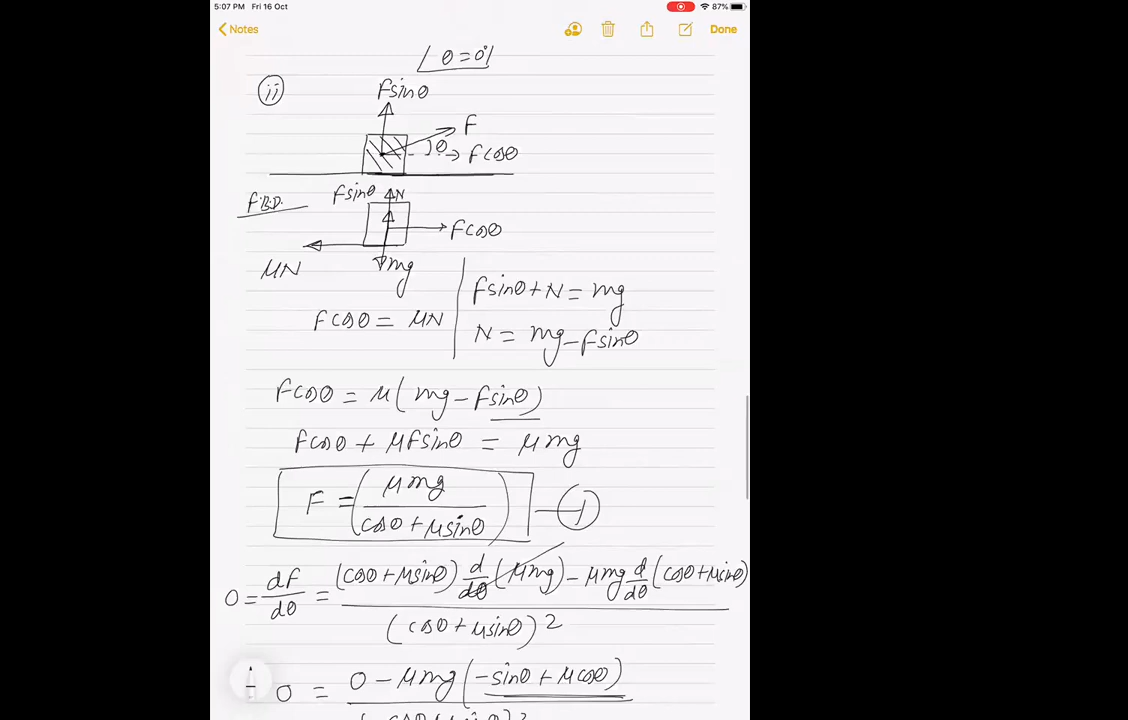 5:07 PM Fri 16 Oct 87%
Notes Done
θ = 0°
ii
Fsinθ
F
θ
Fcosθ
F.B.D.
Fsinθ N
Fcosθ
μN
mg
Fsinθ + N = mg
Fcosθ = μN
N = mg - Fsinθ
Fcosθ = μ( mg - Fsinθ)
Fcosθ + μFsinθ = μmg
F = (μmg / cosθ + μsinθ) — 1
0 = dF/dθ = (cosθ + μsinθ) d/dθ (μmg) - μmg d/dθ (cosθ + μsinθ)
(cosθ + μsinθ)2
0 = 0 - μmg (-sinθ + μcosθ)